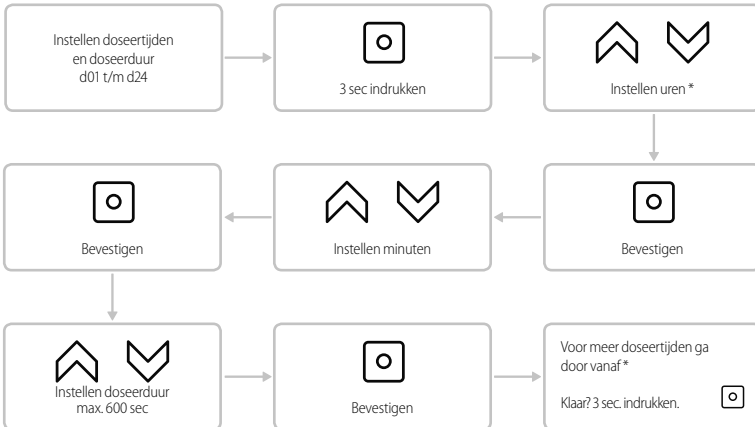 Instellen doseertijden
en doseerduur
d01 t/m d24
3 sec indrukken
Instellen uren *
Bevestigen
Instellen minuten
Bevestigen
Instellen doseerduur
max. 600 sec
Bevestigen
Voor meer doseertijden ga
door vanaf *
Klaar? 3 sec. indrukken.